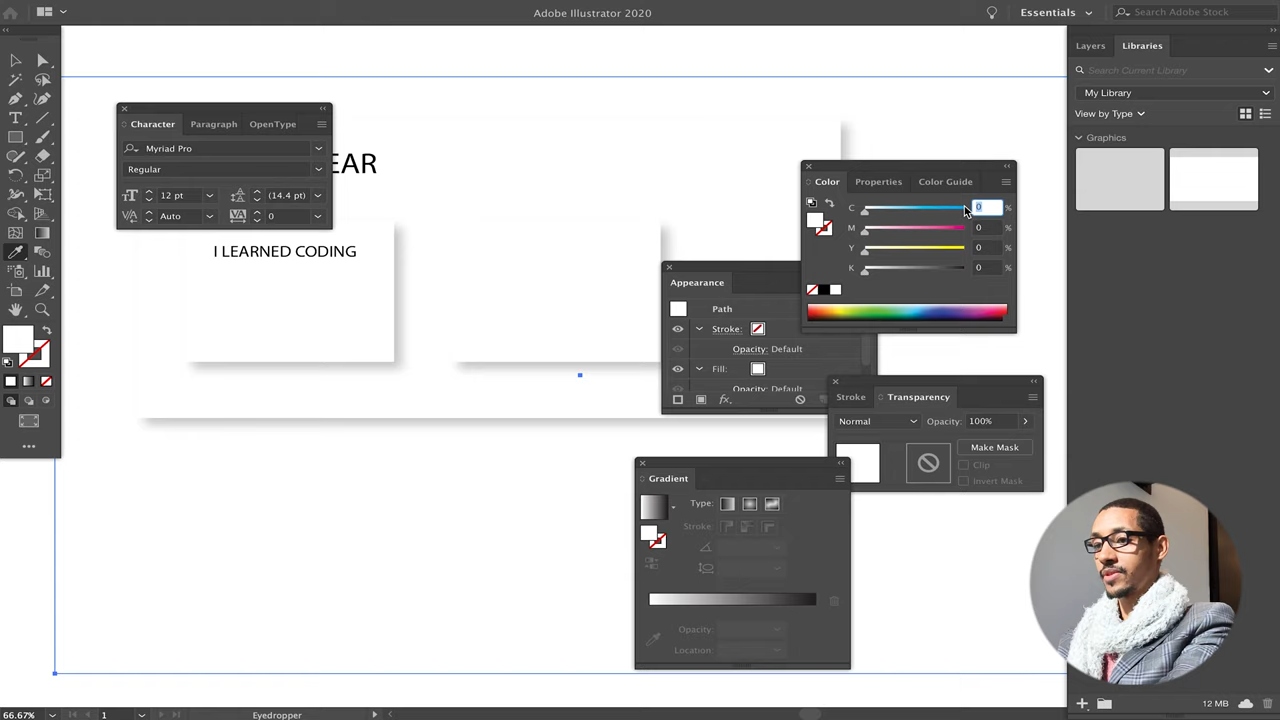 Adobe Illustrator 2020
Essentials
Search Adobe Stock
Layers
Libraries
Search Current Library
My Library
View by Type
Graphics
Character
Paragraph
OpenType
Myriad Pro
Regular
12 pt
(14.4 pt)
Auto
0
EAR
I LEARNED CODING
Color
Properties
Color Guide
C
0
%
M
0
%
Y
0
%
K
0
%
Appearance
Path
Stroke:
Opacity: Default
Fill:
Opacity: Default
fx
Stroke
Transparency
Normal
Opacity:
100%
Make Mask
Clip
Invert Mask
Gradient
Type:
Stroke:
Opacity:
Location:
66.67%
1
Eyedropper
12 MB